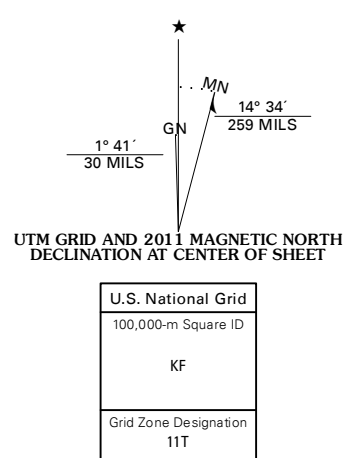 ★
MN
GN
14° 34´
259 MILS
1° 41´
30 MILS
UTM GRID AND 2011 MAGNETIC NORTH
DECLINATION AT CENTER OF SHEET
U.S. National Grid
100,000-m Square ID
KF
Grid Zone Designation
11T